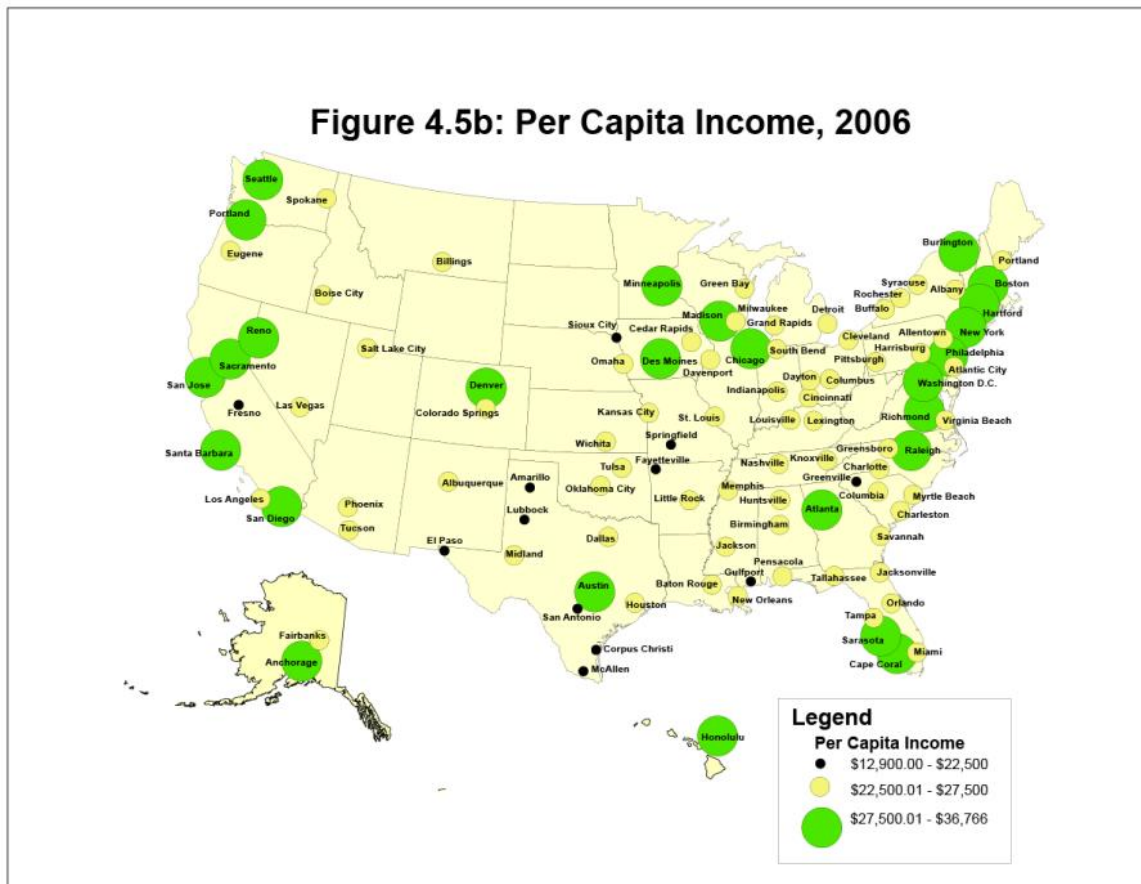 Figure 4.5b: Per Capita Income, 2006
Seattle
Spokane
Portland
Eugene
Billings
Boise City
Burlington
Portland
Minneapolis
Green Bay
Syracuse
Rochester
Albany
Boston
Buffalo
Hartford
Madison
Milwaukee
Grand Rapids
Detroit
Sioux City
Cedar Rapids
Cleveland
Allentown
New York
Reno
Salt Lake City
Sacramento
Omaha
Des Moines
Chicago
South Bend
Harrisburg
Pittsburgh
Philadelphia
Atlantic City
San Jose
Denver
Davenport
Dayton
Columbus
Washington D.C.
Indianapolis
Cincinnati
Fresno
Las Vegas
Colorado Springs
Kansas City
St. Louis
Louisville
Lexington
Richmond
Virginia Beach
Santa Barbara
Wichita
Springfield
Greensboro
Raleigh
Fayetteville
Nashville
Knoxville
Charlotte
Tulsa
Amarillo
Albuquerque
Oklahoma City
Greenville
Memphis
Los Angeles
Phoenix
Little Rock
Huntsville
Columbia
Myrtle Beach
San Diego
Lubbock
Atlanta
Charleston
Tucson
Birmingham
El Paso
Dallas
Savannah
Midland
Jackson
Pensacola
Gulfport
Tallahassee
Jacksonville
Austin
Baton Rouge
New Orleans
Houston
Orlando
San Antonio
Tampa
Fairbanks
Sarasota
Corpus Christi
Miami
Anchorage
Cape Coral
McAllen
Honolulu
Legend
Per Capita Income
$12,900.00 - $22,500
$22,500.01 - $27,500
$27,500.01 - $36,766